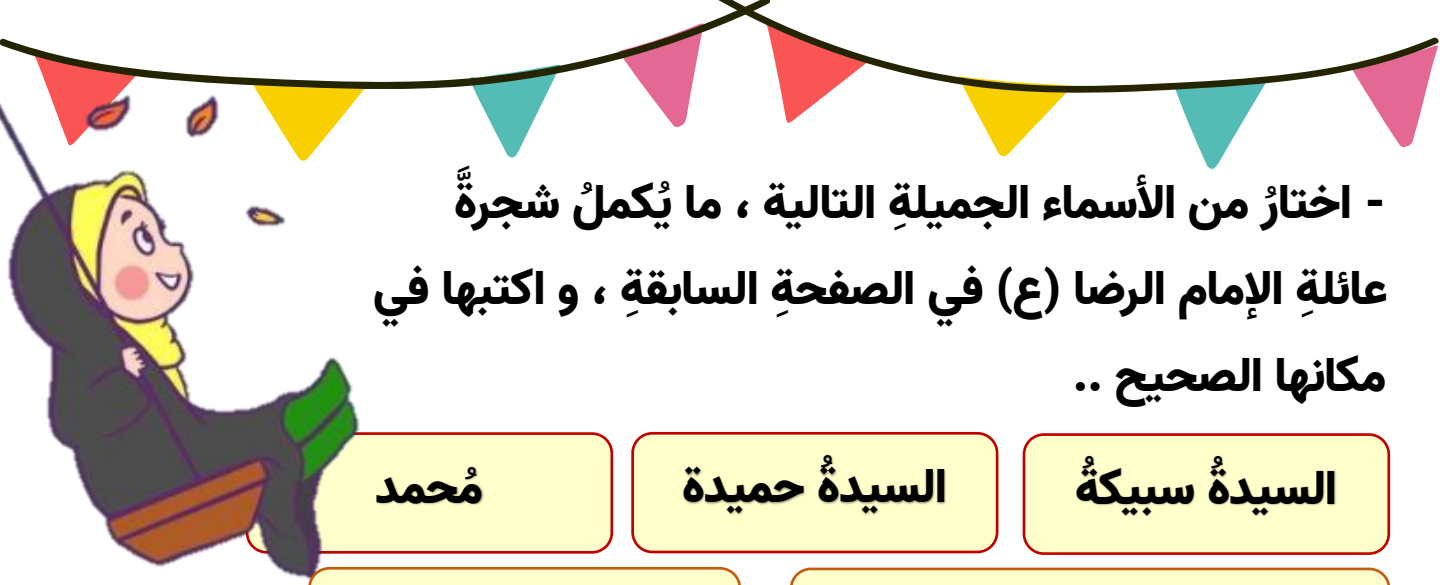 - اختارُ من الأسماء الجميلةِ التالية ، ما يُكملُ شجرةَّ
عائلةِ الإمام الرضا (ع) في الصفحةِ السابقةِ ، و اكتبها في
مكانها الصحيح ..
السيدةُ سبيكةُ
السيدةُ حميدة
مُحمد